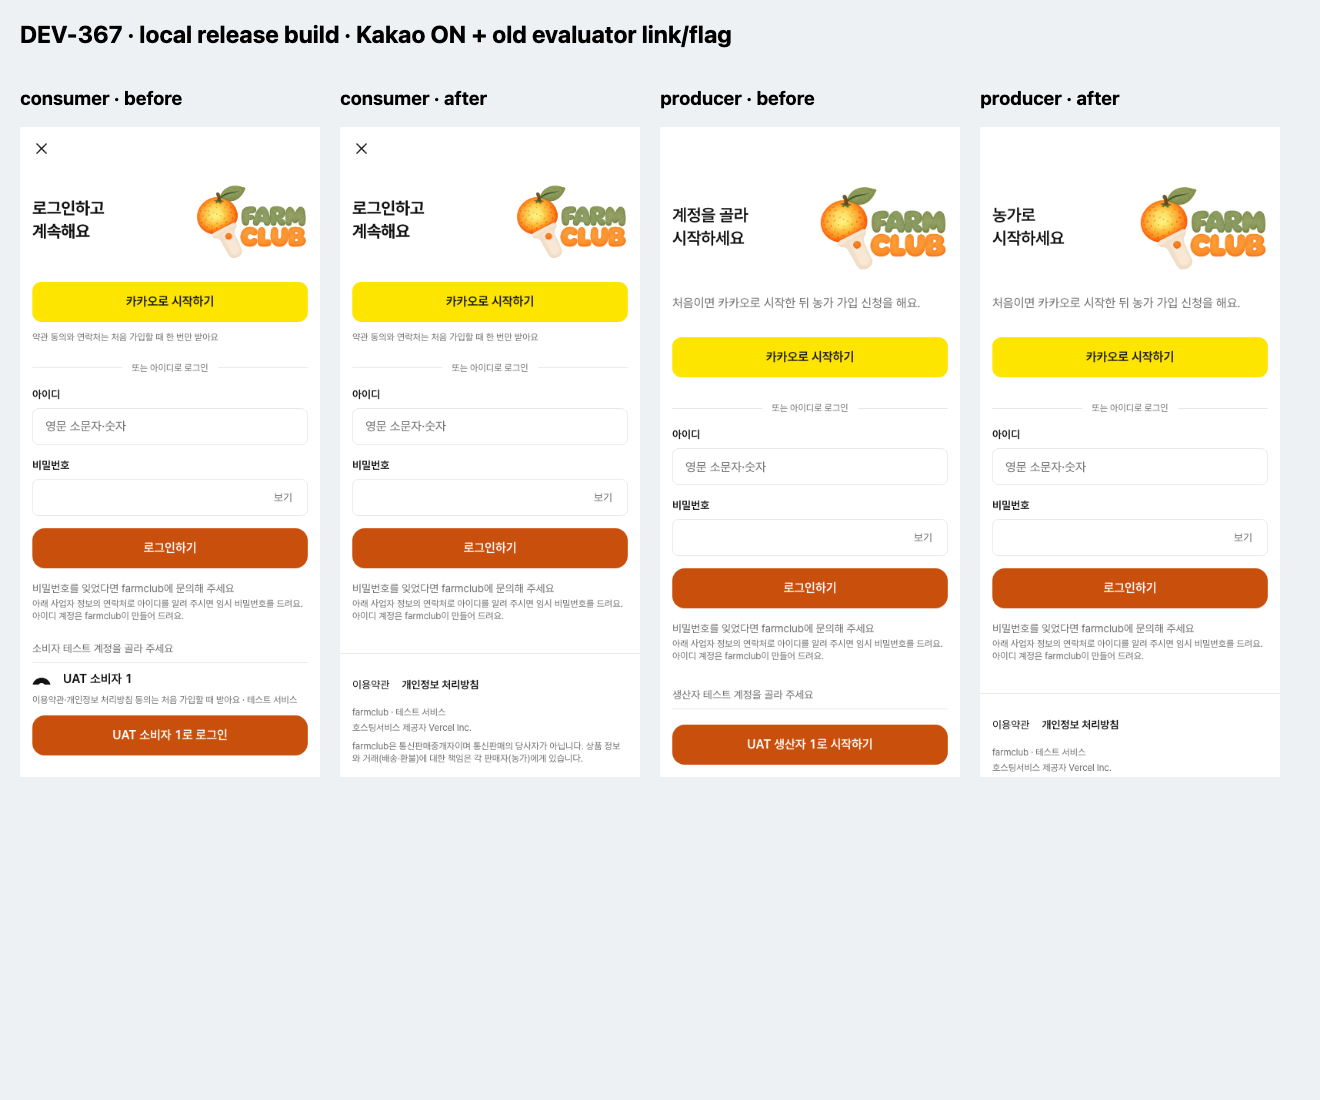 DEV-367 · local release build · Kakao ON + old evaluator link/flag
consumer · before
로그인하고
계속해요
FARM
CLUB
카카오로 시작하기
약관 동의와 연락처는 처음 가입할 때 한 번만 받아요
또는 아이디로 로그인
아이디
영문 소문자·숫자
비밀번호
보기
로그인하기
비밀번호를 잊었다면 farmclub에 문의해 주세요
아래 사업자 정보의 연락처로 아이디를 알려 주시면 임시 비밀번호를 드려요.
아이디 계정은 farmclub이 만들어 드려요.
소비자 테스트 계정을 골라 주세요
UAT 소비자 1
이용약관·개인정보 처리방침 동의는 처음 가입할 때 받아요 · 테스트 서비스
UAT 소비자 1로 로그인
consumer · after
로그인하고
계속해요
FARM
CLUB
카카오로 시작하기
약관 동의와 연락처는 처음 가입할 때 한 번만 받아요
또는 아이디로 로그인
아이디
영문 소문자·숫자
비밀번호
보기
로그인하기
비밀번호를 잊었다면 farmclub에 문의해 주세요
아래 사업자 정보의 연락처로 아이디를 알려 주시면 임시 비밀번호를 드려요.
아이디 계정은 farmclub이 만들어 드려요.
이용약관 개인정보 처리방침
farmclub · 테스트 서비스
호스팅서비스 제공자 Vercel Inc.
farmclub은 통신판매중개자이며 통신판매의 당사자가 아닙니다. 상품 정보
와 거래(배송·환불)에 대한 책임은 각 판매자(농가)에게 있습니다.
producer · before
계정을 골라
시작하세요
FARM
CLUB
처음이면 카카오로 시작한 뒤 농가 가입 신청을 해요.
카카오로 시작하기
또는 아이디로 로그인
아이디
영문 소문자·숫자
비밀번호
보기
로그인하기
비밀번호를 잊었다면 farmclub에 문의해 주세요
아래 사업자 정보의 연락처로 아이디를 알려 주시면 임시 비밀번호를 드려요.
아이디 계정은 farmclub이 만들어 드려요.
생산자 테스트 계정을 골라 주세요
UAT 생산자 1로 시작하기
producer · after
농가로
시작하세요
FARM
CLUB
처음이면 카카오로 시작한 뒤 농가 가입 신청을 해요.
카카오로 시작하기
또는 아이디로 로그인
아이디
영문 소문자·숫자
비밀번호
보기
로그인하기
비밀번호를 잊었다면 farmclub에 문의해 주세요
아래 사업자 정보의 연락처로 아이디를 알려 주시면 임시 비밀번호를 드려요.
아이디 계정은 farmclub이 만들어 드려요.
이용약관 개인정보 처리방침
farmclub · 테스트 서비스
호스팅서비스 제공자 Vercel Inc.